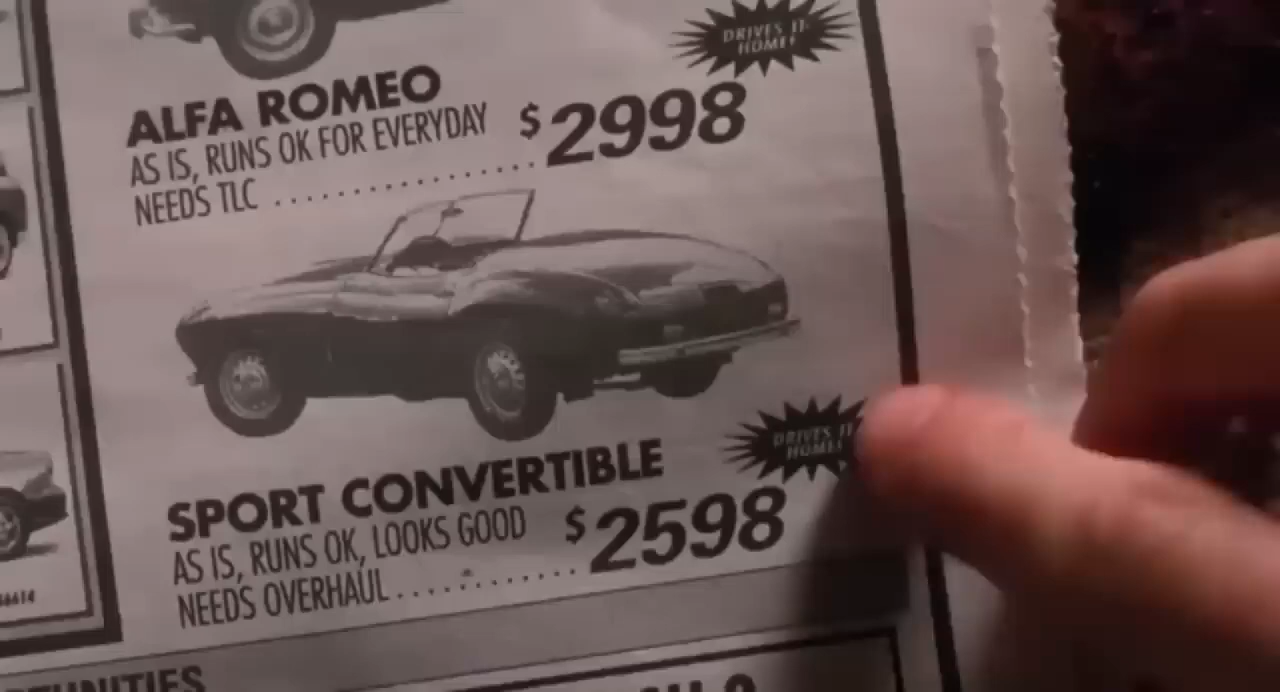 DRIVES IT
HOME!
ALFA ROMEO
AS IS, RUNS OK FOR EVERYDAY $2998
NEEDS TLC ..................
DRIVES IT
HOME!
SPORT CONVERTIBLE
AS IS, RUNS OK, LOOKS GOOD $2598
NEEDS OVERHAUL ............